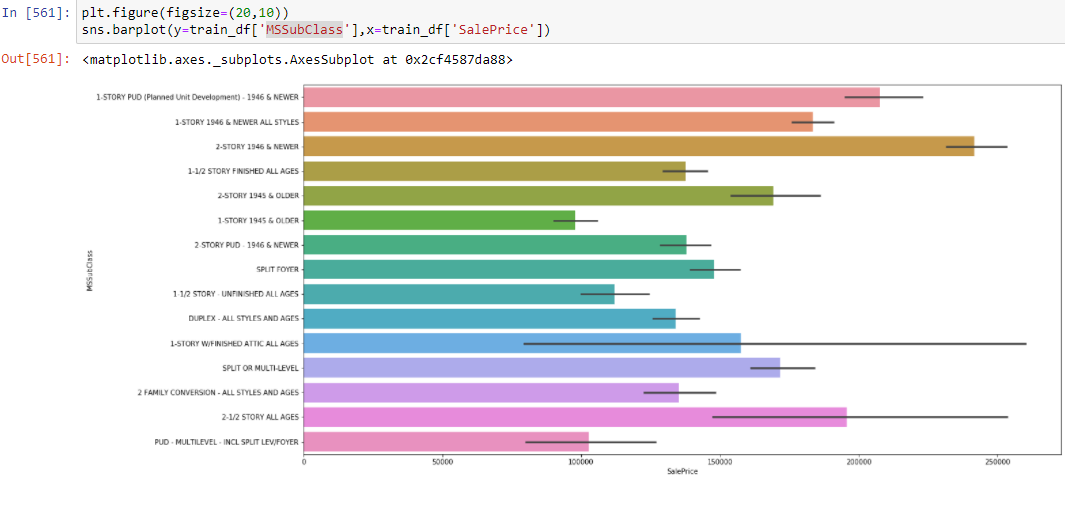 In [561]: plt.figure(figsize=(20,10))
sns.barplot(y=train_df['MSSubClass'],x=train_df['SalePrice'])
Out[561]: <matplotlib.axes._subplots.AxesSubplot at 0x2cf4587da88>
1-STORY PUD (Planned Unit Development) - 1946 & NEWER
1-STORY 1946 & NEWER ALL STYLES
2-STORY 1946 & NEWER
1-1/2 STORY FINISHED ALL AGES
2-STORY 1945 & OLDER
1-STORY 1945 & OLDER
2-STORY PUD - 1946 & NEWER
SPLIT FOYER
1-1/2 STORY - UNFINISHED ALL AGES
DUPLEX - ALL STYLES AND AGES
1-STORY W/FINISHED ATTIC ALL AGES
SPLIT OR MULTI-LEVEL
2 FAMILY CONVERSION - ALL STYLES AND AGES
2-1/2 STORY ALL AGES
PUD - MULTILEVEL - INCL SPLIT LEV/FOYER
MSSubClass
0 50000 100000 150000 200000 250000
SalePrice